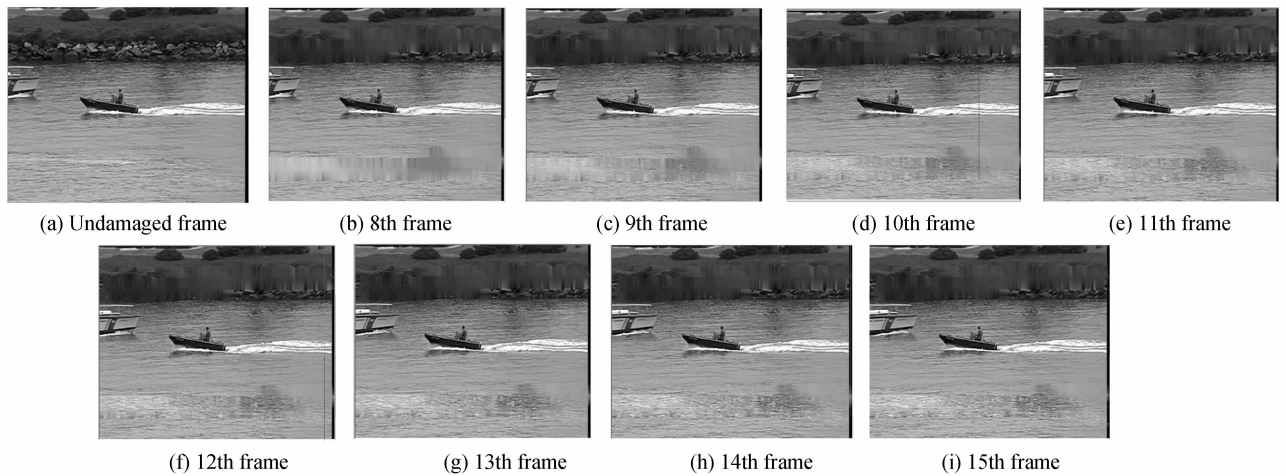 (a) Undamaged frame
(b) 8th frame
(c) 9th frame
(d) 10th frame
(e) 11th frame
(f) 12th frame
(g) 13th frame
(h) 14th frame
(i) 15th frame